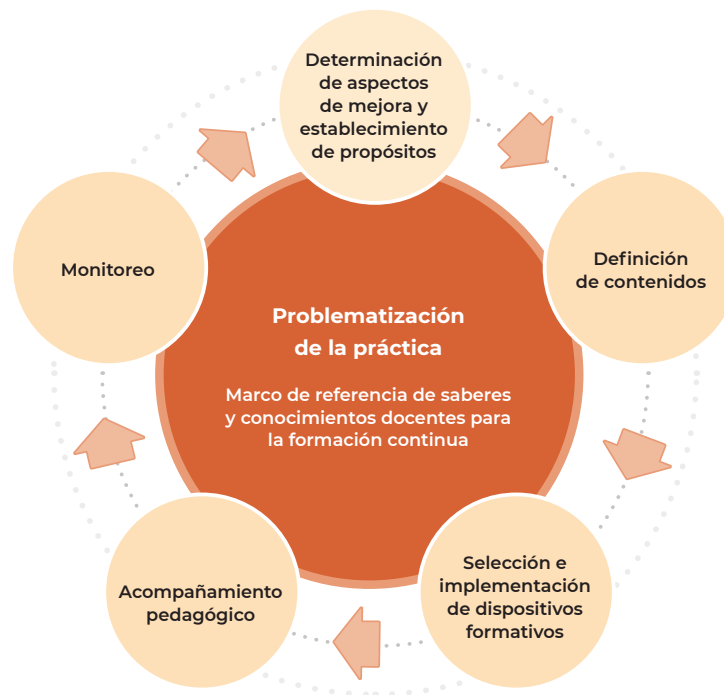 Determinación
de aspectos
de mejora y
establecimiento
de propósitos
Definición
de contenidos
Selección e
implementación
de dispositivos
formativos
Acompañamiento
pedagógico
Monitoreo
Problematización
de la práctica
Marco de referencia de saberes
y conocimientos docentes para
la formación continua